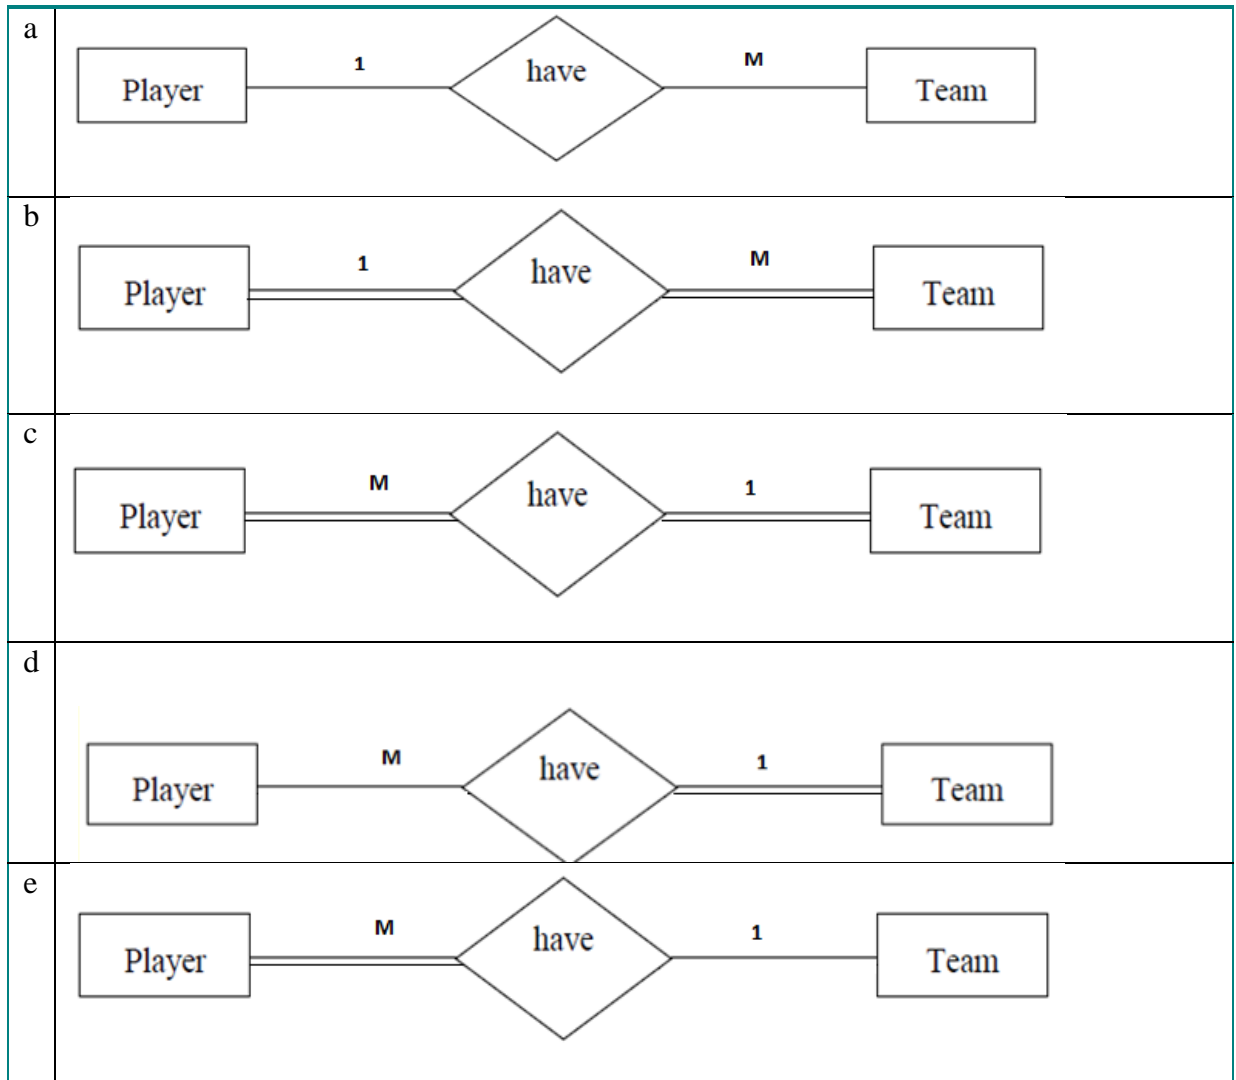 a
Player 1 have M Team
b
Player 1 have M Team
c
Player M have 1 Team
d
Player M have 1 Team
e
Player M have 1 Team